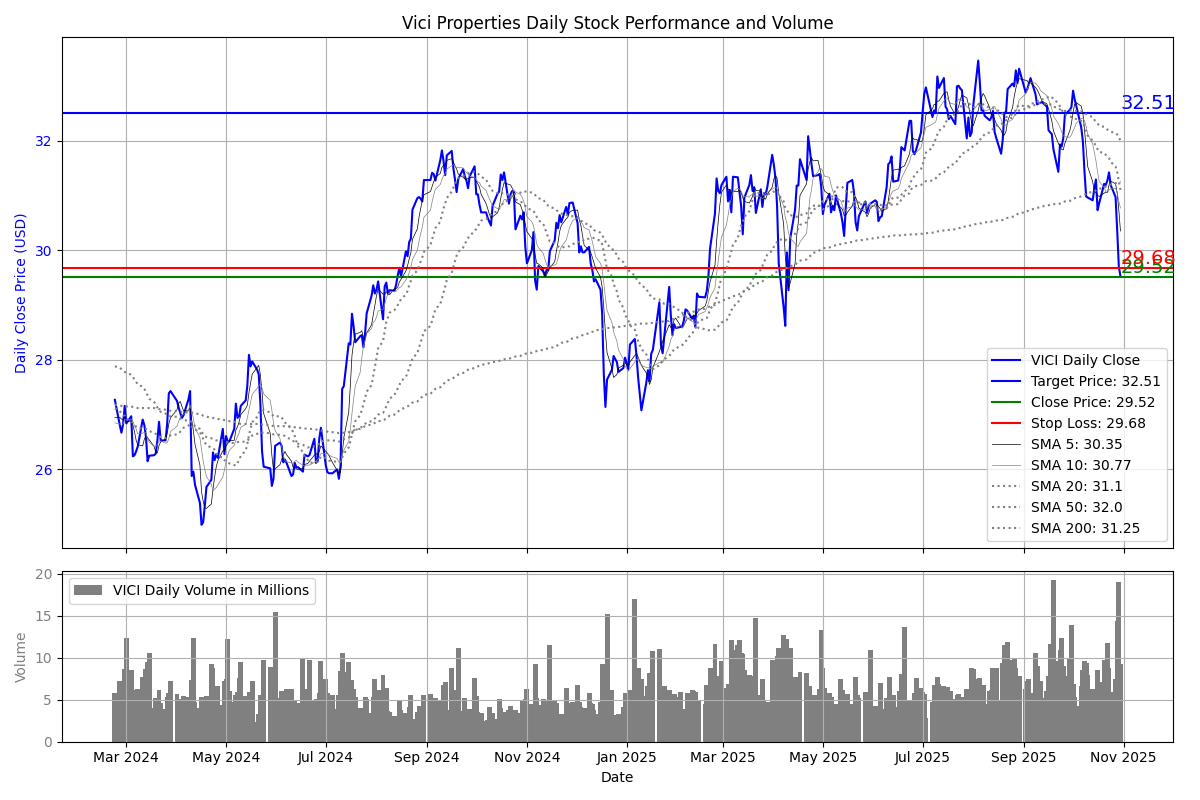 Vici Properties Daily Stock Performance and Volume
Daily Close Price (USD)
32
30
28
26
32.51
29.68
29.52
VICI Daily Close
Target Price: 32.51
Close Price: 29.52
Stop Loss: 29.68
SMA 5: 30.35
SMA 10: 30.77
SMA 20: 31.1
SMA 50: 32.0
SMA 200: 31.25
Volume
20
15
10
5
0
VICI Daily Volume in Millions
Mar 2024
May 2024
Jul 2024
Sep 2024
Nov 2024
Jan 2025
Mar 2025
May 2025
Jul 2025
Sep 2025
Nov 2025
Date